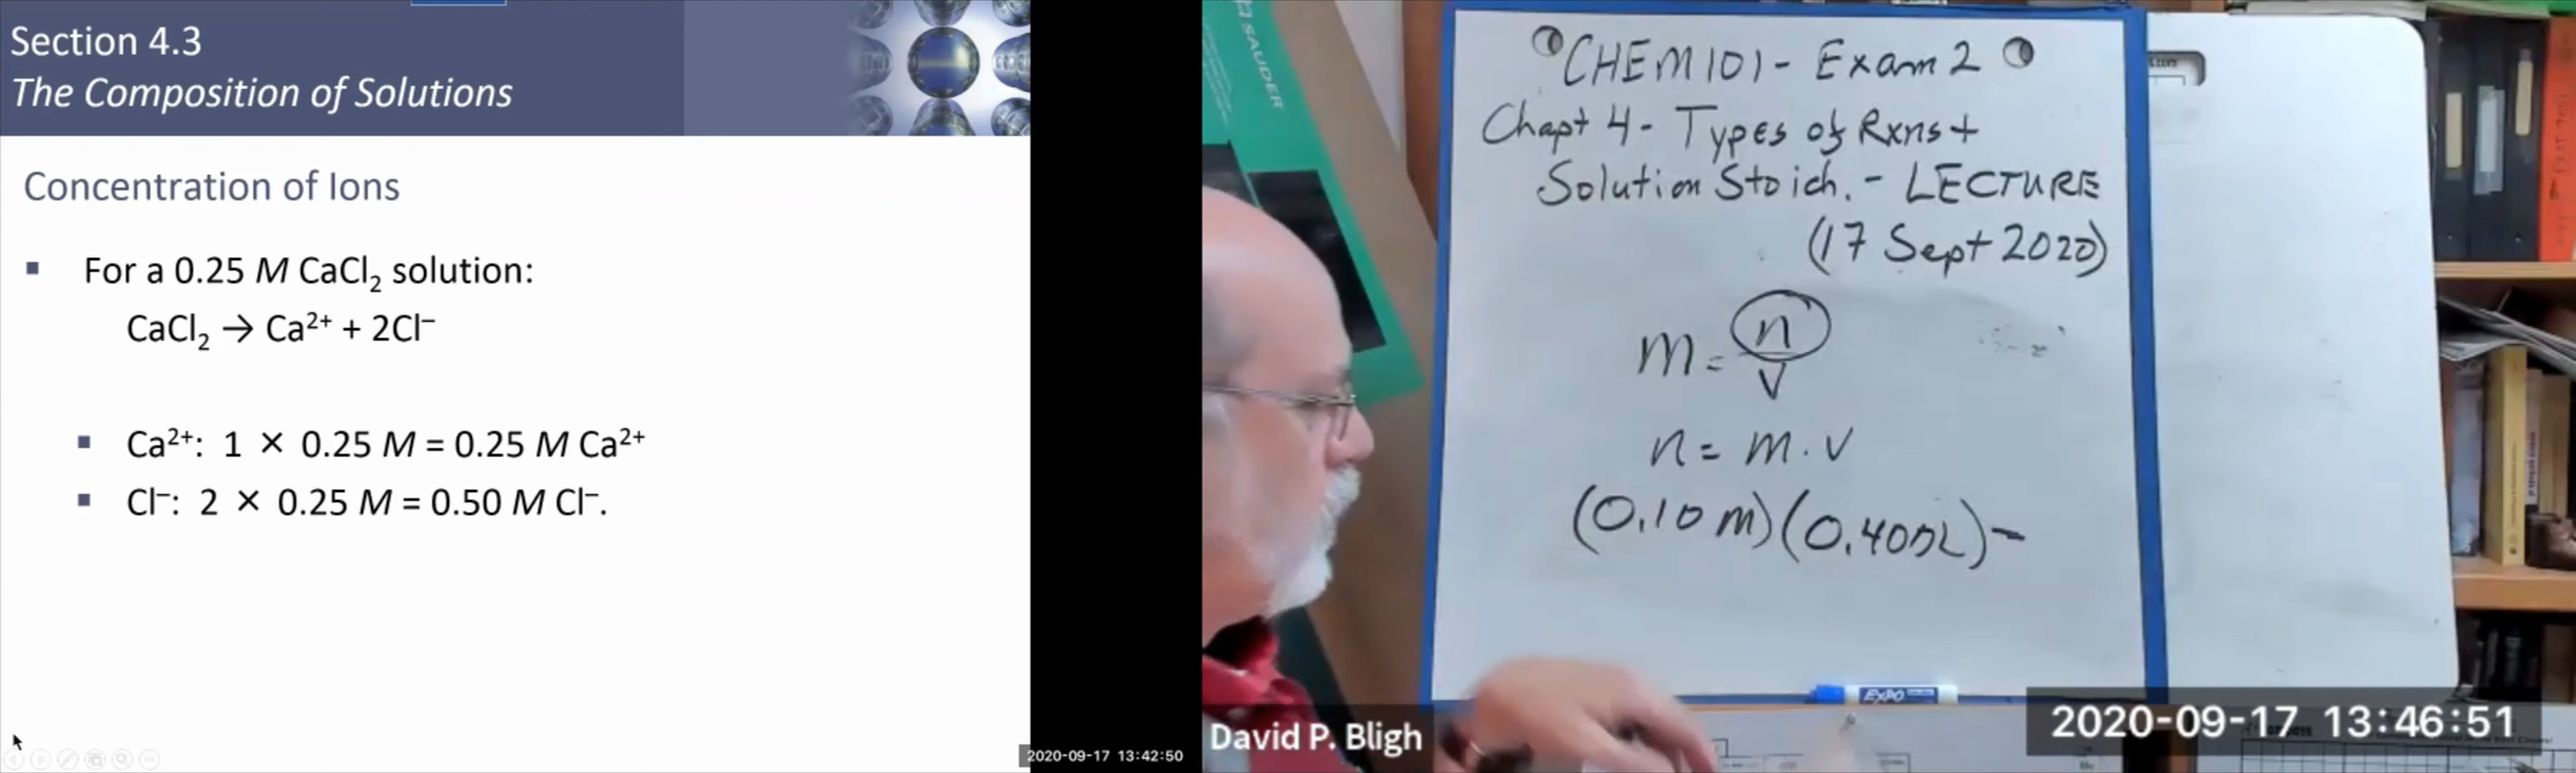 Section 4.3
The Composition of Solutions
Concentration of Ions
▪ For a 0.25 M CaCl₂ solution:
CaCl₂ → Ca²⁺ + 2Cl⁻
▪ Ca²⁺: 1 × 0.25 M = 0.25 M Ca²⁺
▪ Cl⁻: 2 × 0.25 M = 0.50 M Cl⁻.
2020-09-17 13:42:50
SAUDER
CHEM 101 - Exam 2
Chapt 4 - Types of Rxns +
Solution Stoich. - LECTURE
(17 Sept 2020)
M = n/V
n = M · V
(0.10 M)(0.400L) =
EXPO
David P. Bligh
2020-09-17 13:46:51